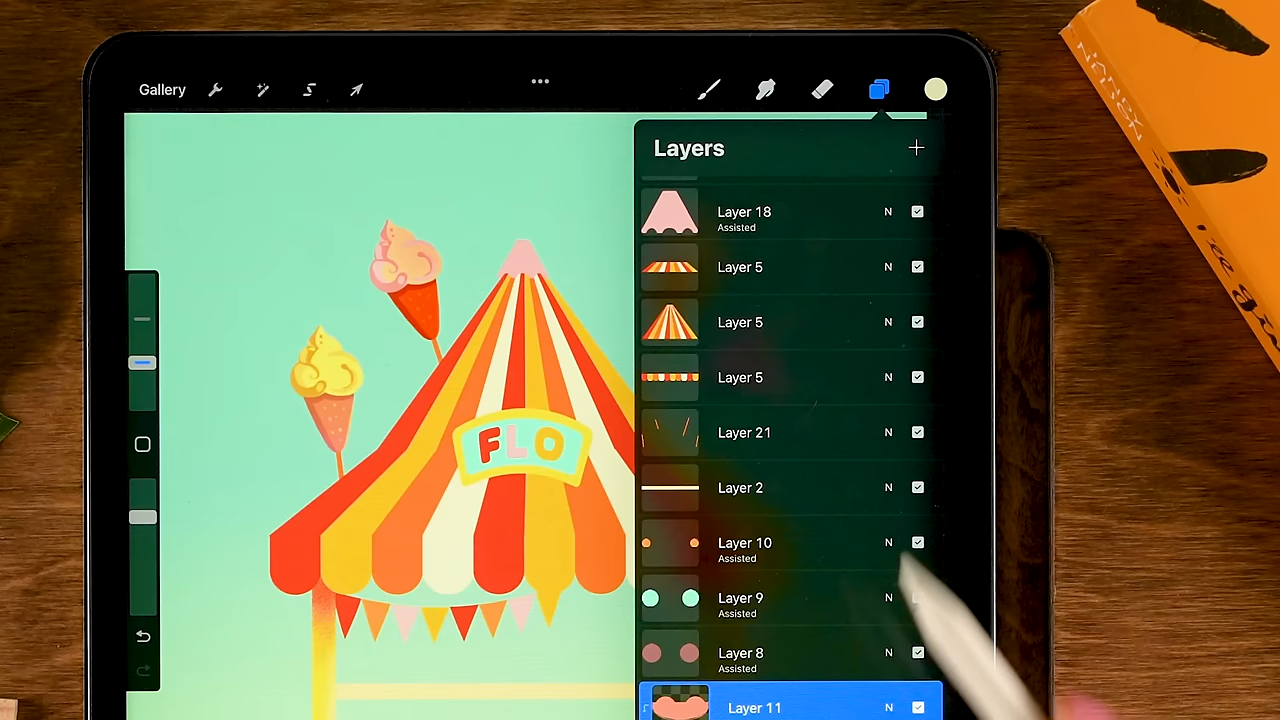 Gallery
Layers
Layer 18 N
Assisted
Layer 5 N
Layer 5 N
Layer 5 N
Layer 21 N
Layer 2 N
Layer 10 N
Assisted
Layer 9 N
Assisted
Layer 8 N
Assisted
Layer 11 N
FLO